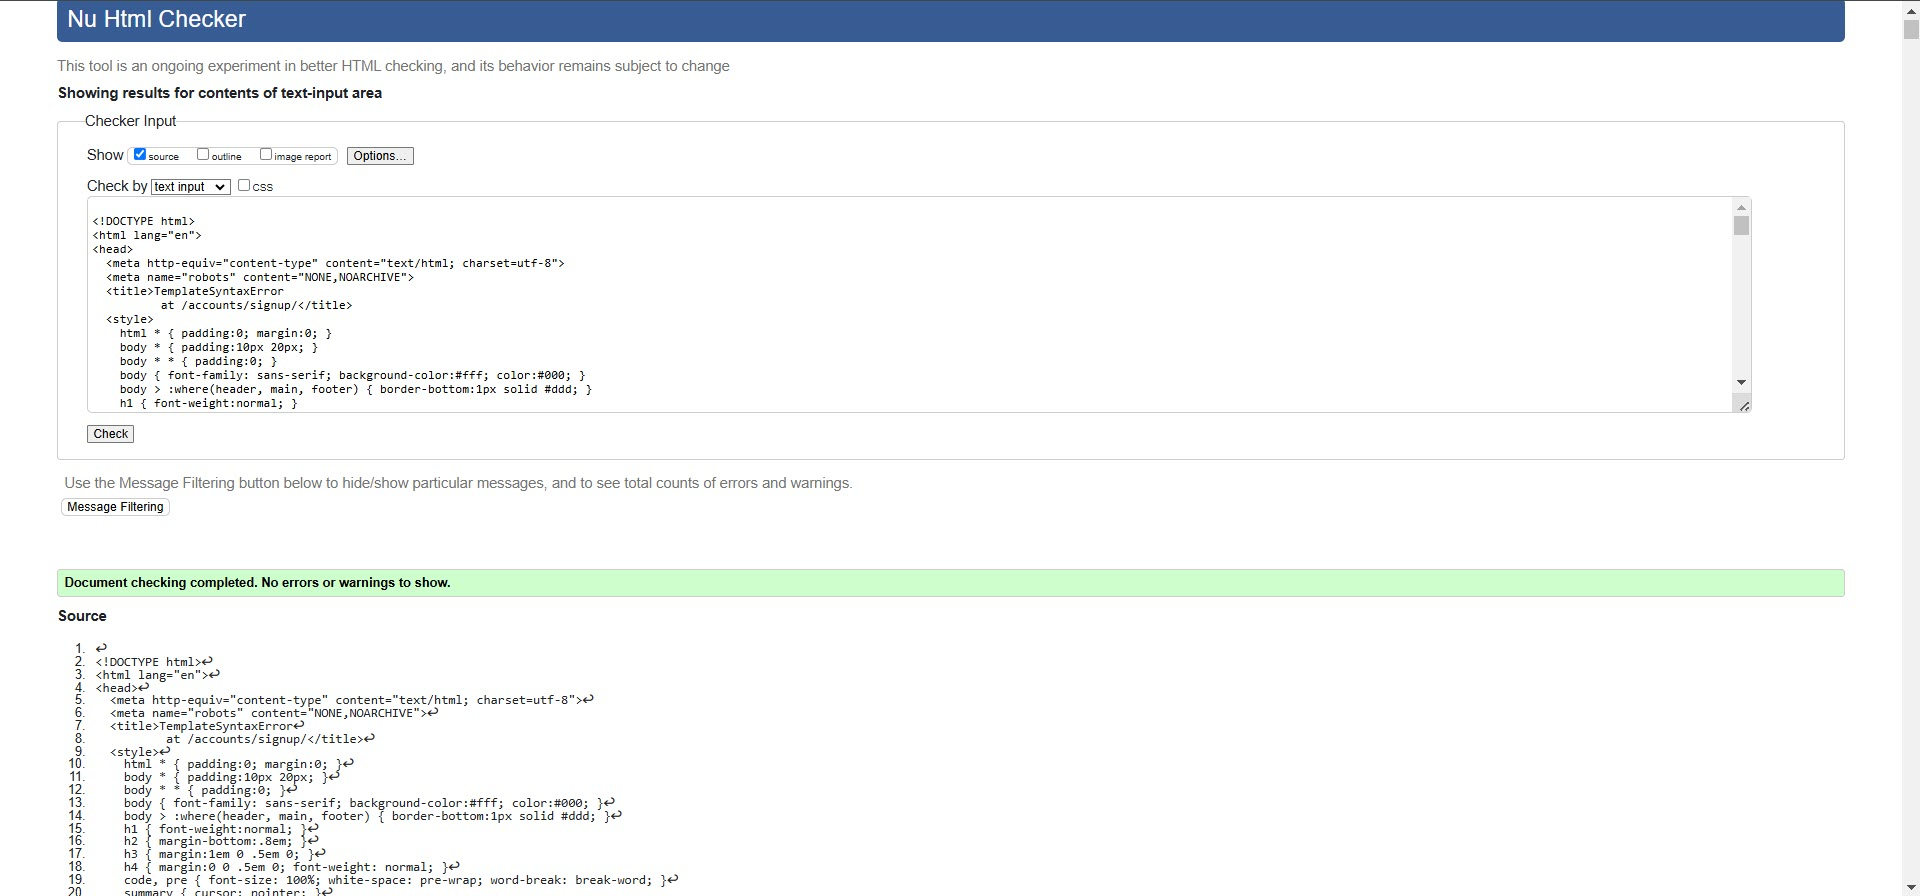 Nu Html Checker
This tool is an ongoing experiment in better HTML checking, and its behavior remains subject to change
Showing results for contents of text-input area
Checker Input
Show source outline image report Options...
Check by text input css
<!DOCTYPE html>
<html lang="en">
<head>
  <meta http-equiv="content-type" content="text/html; charset=utf-8">
  <meta name="robots" content="NONE,NOARCHIVE">
  <title>TemplateSyntaxError
          at /accounts/signup/</title>
  <style>
    html * { padding:0; margin:0; }
    body * { padding:10px 20px; }
    body * * { padding:0; }
    body { font-family: sans-serif; background-color:#fff; color:#000; }
    body > :where(header, main, footer) { border-bottom:1px solid #ddd; }
    h1 { font-weight:normal; }
Check
Use the Message Filtering button below to hide/show particular messages, and to see total counts of errors and warnings.
Message Filtering
Document checking completed. No errors or warnings to show.
Source
1. ↩
2. <!DOCTYPE html>↩
3. <html lang="en">↩
4. <head>↩
5.   <meta http-equiv="content-type" content="text/html; charset=utf-8">↩
6.   <meta name="robots" content="NONE,NOARCHIVE">↩
7.   <title>TemplateSyntaxError↩
8.           at /accounts/signup/</title>↩
9.   <style>↩
10.     html * { padding:0; margin:0; }↩
11.     body * { padding:10px 20px; }↩
12.     body * * { padding:0; }↩
13.     body { font-family: sans-serif; background-color:#fff; color:#000; }↩
14.     body > :where(header, main, footer) { border-bottom:1px solid #ddd; }↩
15.     h1 { font-weight:normal; }↩
16.     h2 { margin-bottom:.8em; }↩
17.     h3 { margin:1em 0 .5em 0; }↩
18.     h4 { margin:0 0 .5em 0; font-weight: normal; }↩
19.     code, pre { font-size: 100%; white-space: pre-wrap; word-break: break-word; }↩
20.     summary { cursor: pointer; }↩